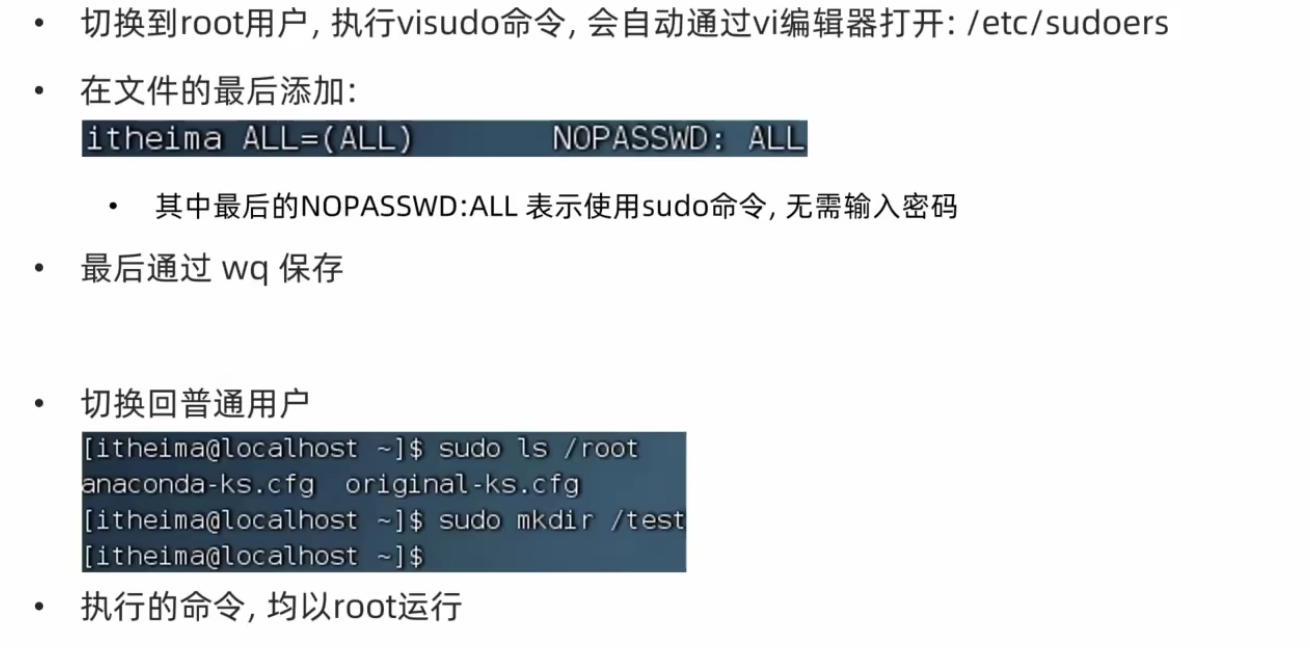 切换到root用户, 执行visudo命令, 会自动通过vi编辑器打开: /etc/sudoers
在文件的最后添加:
itheima ALL=(ALL)       NOPASSWD: ALL
其中最后的NOPASSWD:ALL 表示使用sudo命令, 无需输入密码
最后通过 wq 保存
切换回普通用户
[itheima@localhost ~]$ sudo ls /root
anaconda-ks.cfg  original-ks.cfg
[itheima@localhost ~]$ sudo mkdir /test
[itheima@localhost ~]$
执行的命令, 均以root运行